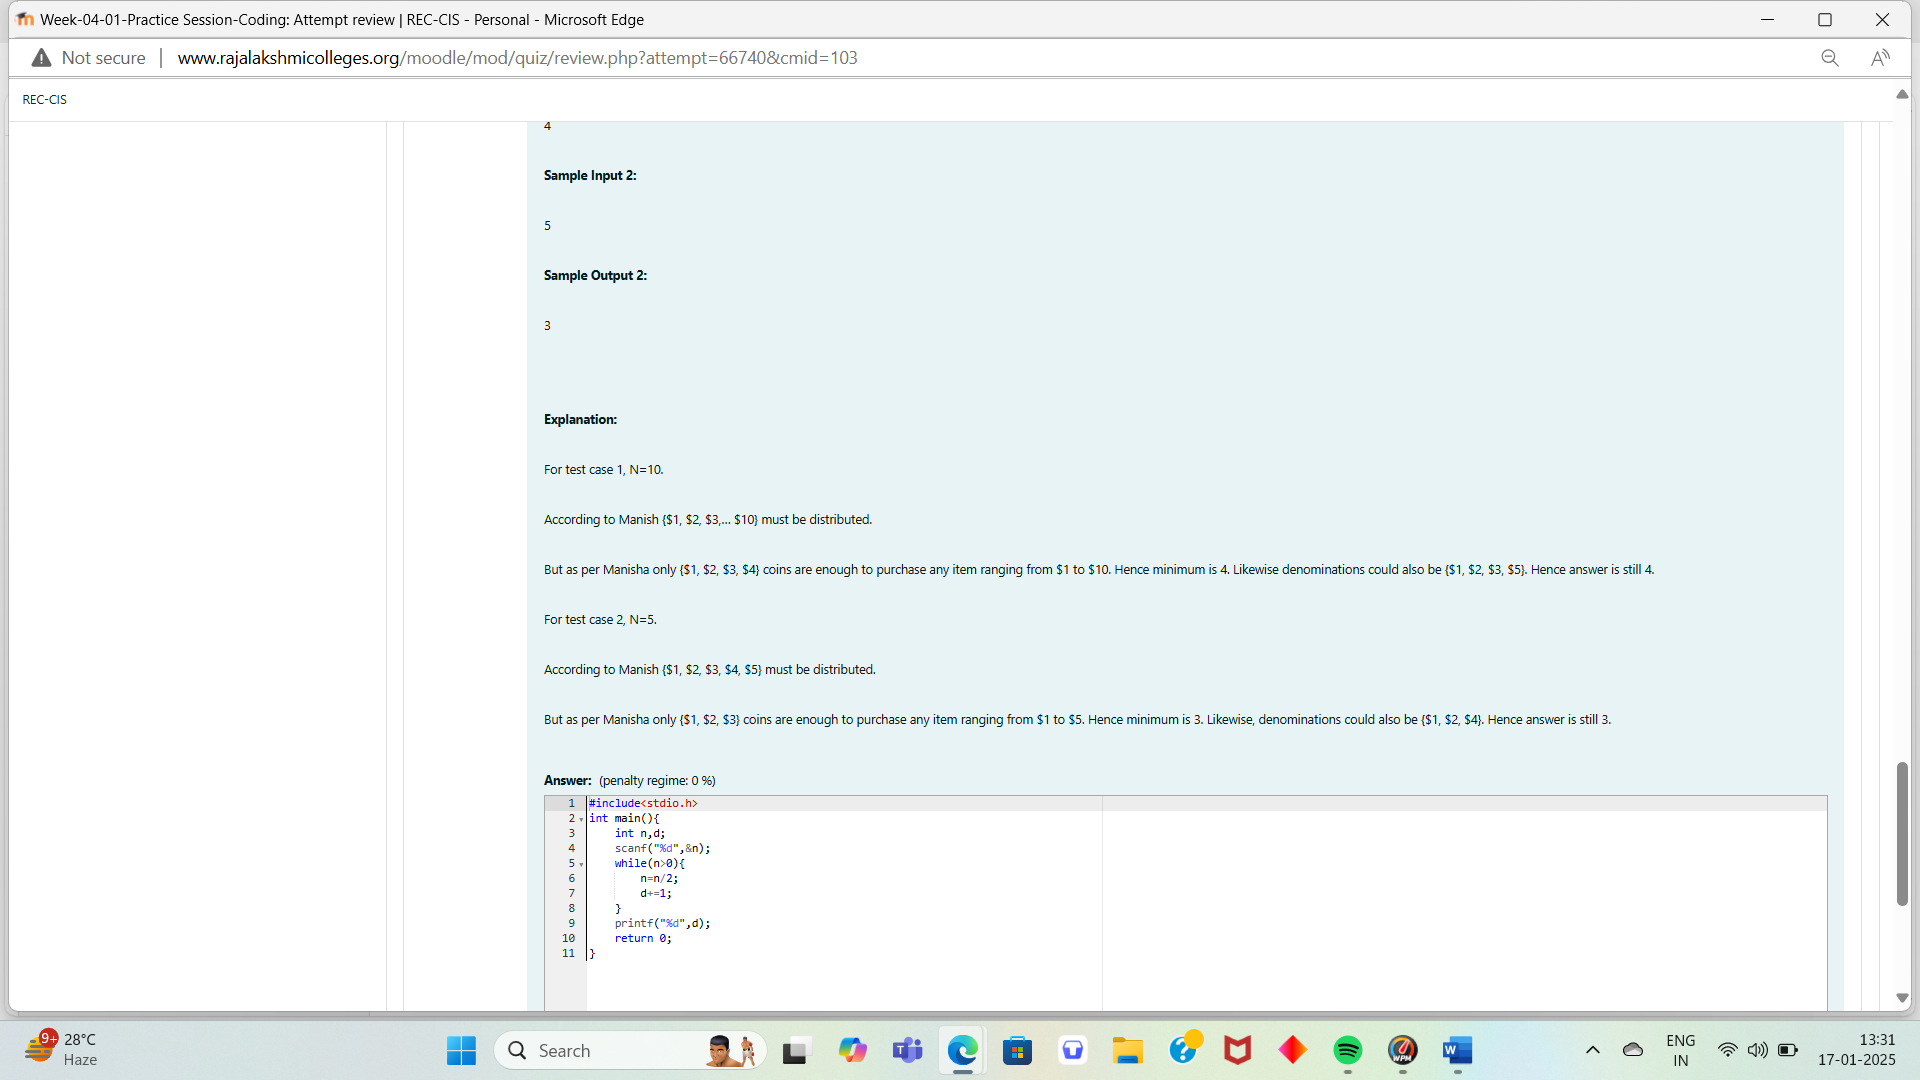 Week-04-01-Practice Session-Coding: Attempt review | REC-CIS - Personal - Microsoft Edge
Not secure | www.rajalakshmicolleges.org/moodle/mod/quiz/review.php?attempt=66740&cmid=103
REC-CIS
4
Sample Input 2:
5
Sample Output 2:
3
Explanation:
For test case 1, N=10.
According to Manish {$1, $2, $3,... $10} must be distributed.
But as per Manisha only {$1, $2, $3, $4} coins are enough to purchase any item ranging from $1 to $10. Hence minimum is 4. Likewise denominations could also be {$1, $2, $3, $5}. Hence answer is still 4.
For test case 2, N=5.
According to Manish {$1, $2, $3, $4, $5} must be distributed.
But as per Manisha only {$1, $2, $3} coins are enough to purchase any item ranging from $1 to $5. Hence minimum is 3. Likewise, denominations could also be {$1, $2, $4}. Hence answer is still 3.
Answer: (penalty regime: 0 %)
1 #include<stdio.h>
2 int main(){
3 int n,d;
4 scanf("%d",&n);
5 while(n>0){
6 n=n/2;
7 d+=1;
8 }
9 printf("%d",d);
10 return 0;
11 }
9+ 28°C
Haze
Search
WPM
ENG
IN
13:31
17-01-2025